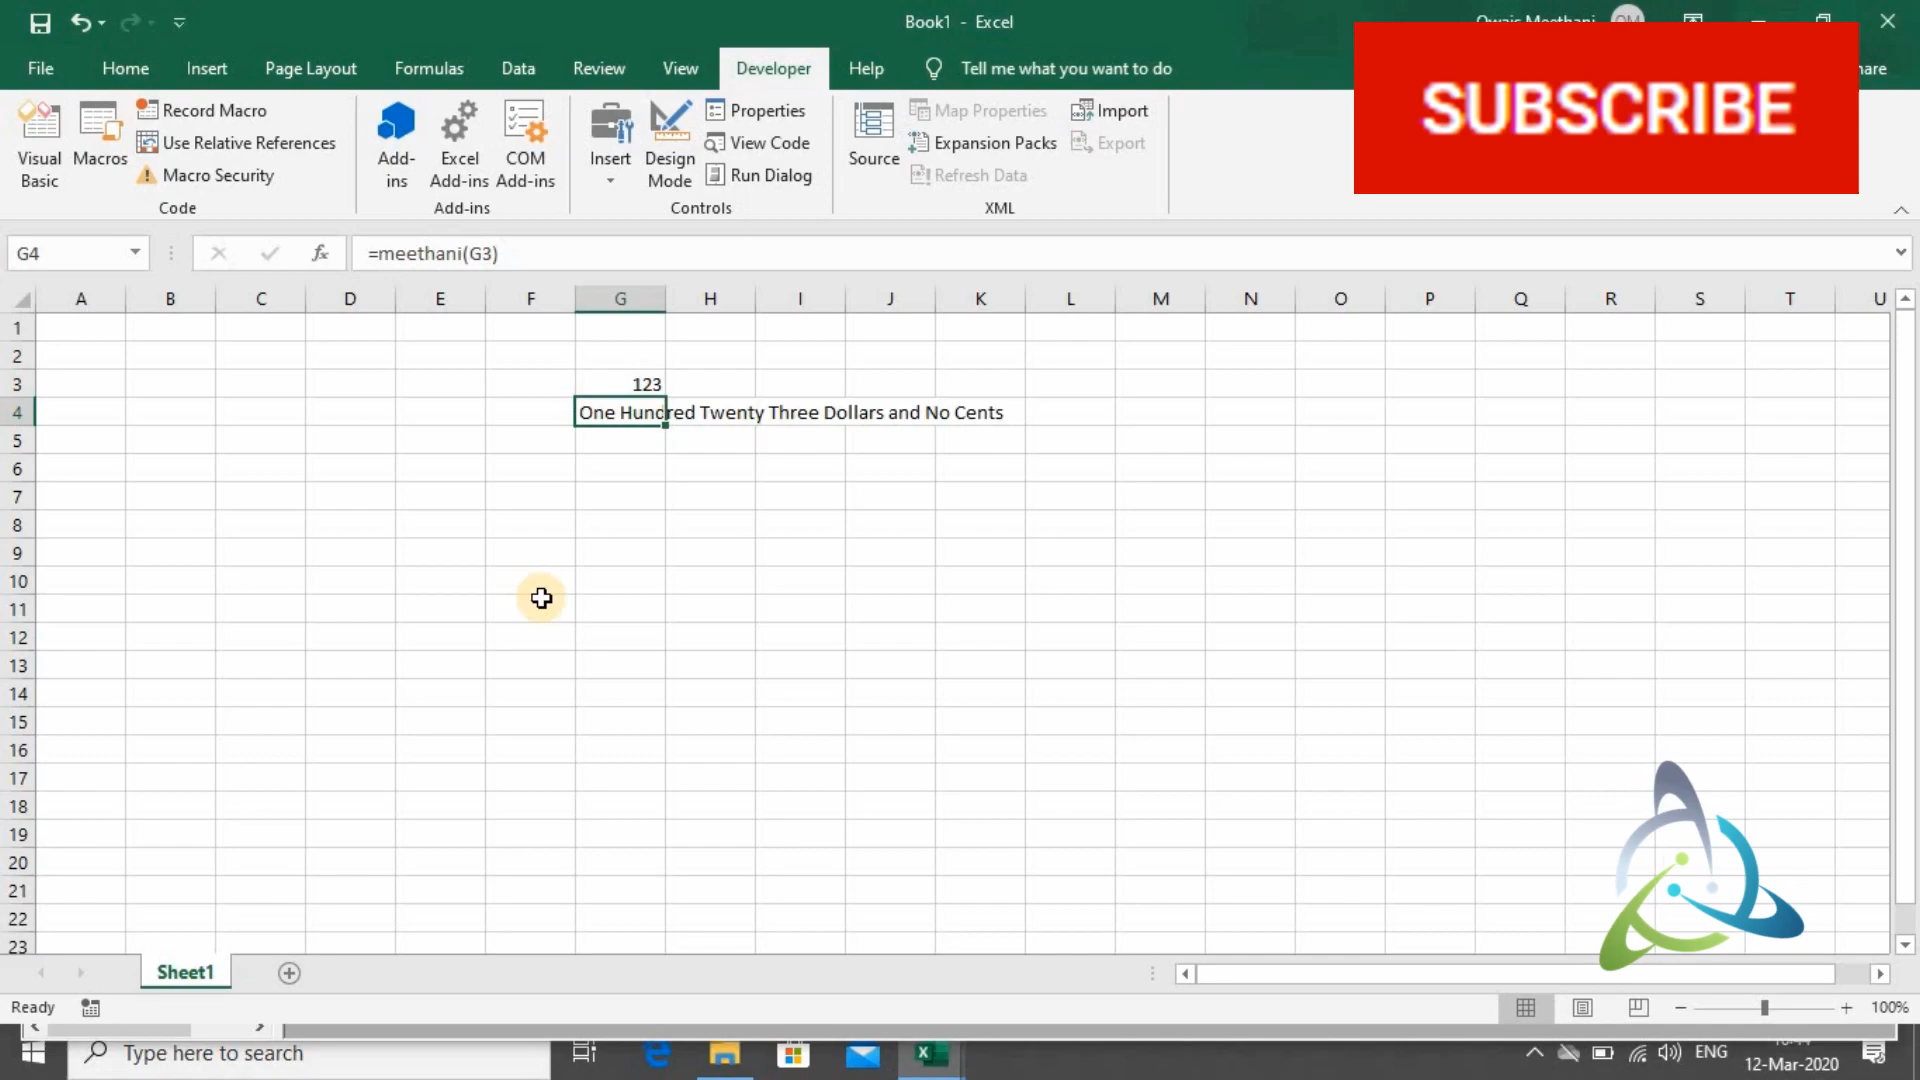 Book1 - Excel
Owais Meethani
SUBSCRIBE
File Home Insert Page Layout Formulas Data Review View Developer Help Tell me what you want to do
Record Macro
Use Relative References
Macro Security
Visual Basic
Macros
Code
Add-ins
Excel Add-ins
COM Add-ins
Add-ins
Insert
Design Mode
Properties
View Code
Run Dialog
Controls
Source
Map Properties
Expansion Packs
Refresh Data
Import
Export
XML
G4 fx =meethani(G3)
A B C D E F G H I J K L M N O P Q R S T U
1
2
3 123
4 One Hundred Twenty Three Dollars and No Cents
5
6
7
8
9
10
11
12
13
14
15
16
17
18
19
20
21
22
23
Sheet1
Ready 100%
Type here to search
ENG
12-Mar-2020